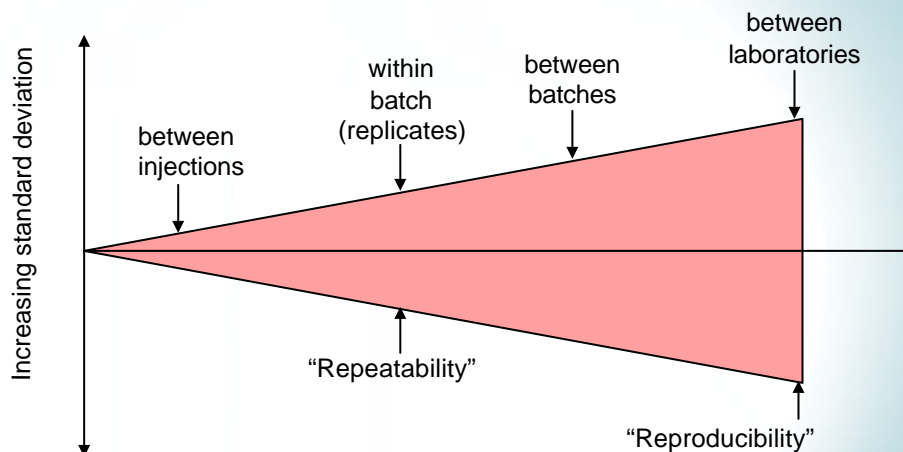 Increasing standard deviation
between
injections
within
batch
(replicates)
between
batches
between
laboratories
“Repeatability”
“Reproducibility”